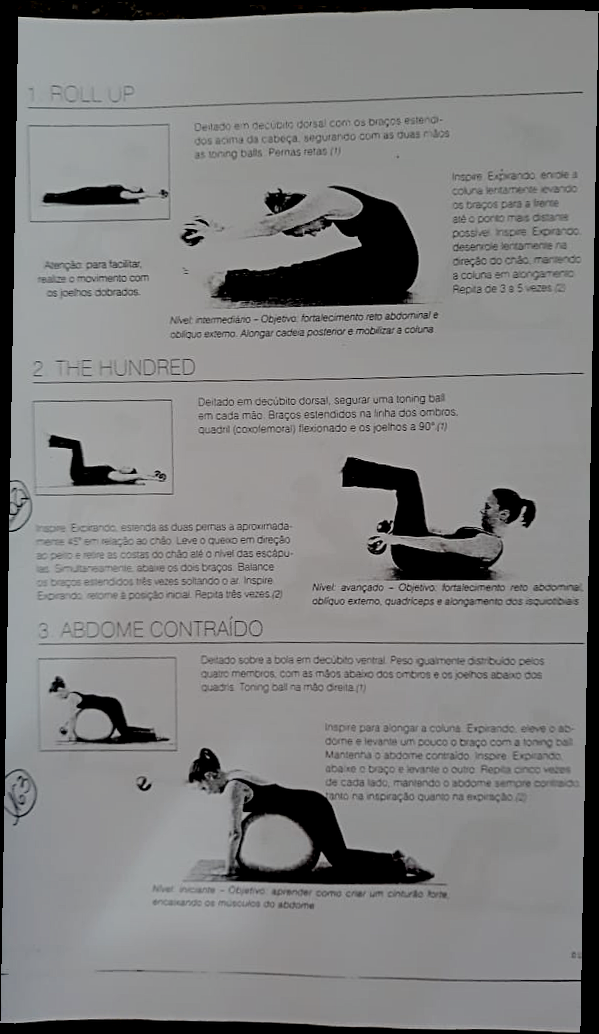 1. ROLL UP
Deitado em decúbito dorsal com os braços estendi-
dos acima da cabeça, segurando com as duas mãos
as toning balls. Pernas retas.(1)
Inspire. Expirando, enrole a
coluna lentamente levando
os braços para a frente
até o ponto mais distante
possível. Inspire. Expirando,
desenrole lentamente na
direção do chão, mantendo
a coluna em alongamento.
Repita de 3 a 5 vezes.(2)
Atenção: para facilitar,
realize o movimento com
os joelhos dobrados.
Nível: intermediário – Objetivo: fortalecimento reto abdominal e
oblíquo externo. Alongar cadeia posterior e mobilizar a coluna
2. THE HUNDRED
Deitado em decúbito dorsal, segurar uma toning ball
em cada mão. Braços estendidos na linha dos ombros,
quadril (coxofemoral) flexionado e os joelhos a 90°.(1)
Inspire. Expirando, estenda as duas pernas a aproximada-
mente 45° em relação ao chão. Leve o queixo em direção
ao peito e retire as costas do chão até o nível das escápu-
las. Simultaneamente, abaixe os dois braços. Balance
os braços estendidos três vezes soltando o ar. Inspire.
Expirando, retorne à posição inicial. Repita três vezes.(2)
Nível: avançado – Objetivo: fortalecimento reto abdominal,
oblíquo externo, quadríceps e alongamento dos isquiotibiais
3. ABDOME CONTRAÍDO
Deitado sobre a bola em decúbito ventral. Peso igualmente distribuído pelos
quatro membros, com as mãos abaixo dos ombros e os joelhos abaixo dos
quadris. Toning ball na mão direita.(1)
Inspire para alongar a coluna. Expirando, eleve o ab-
dome e levante um pouco o braço com a toning ball.
Mantenha o abdome contraído. Inspire. Expirando,
abaixe o braço e levante o outro. Repita cinco vezes
de cada lado, mantendo o abdome sempre contraído,
tanto na inspiração quanto na expiração.(2)
163
Nível: iniciante – Objetivo: aprender como criar um cinturão forte,
encaixando os músculos do abdome